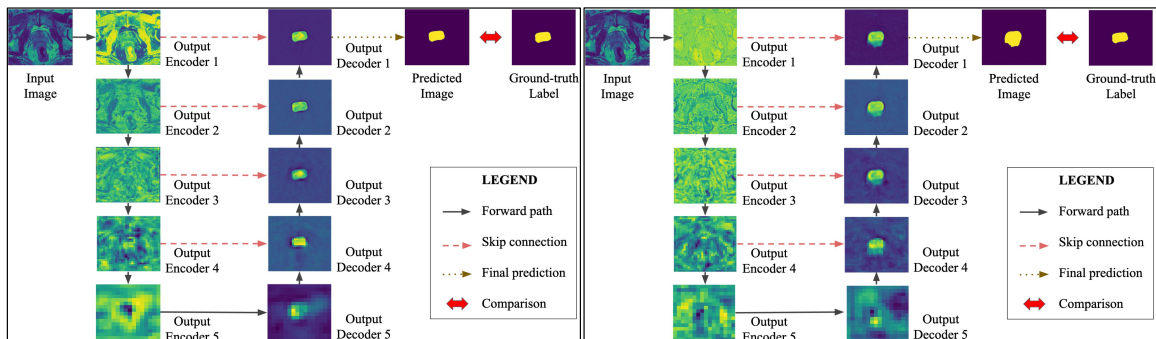 Input
Image
Output
Encoder 1
Output
Decoder 1
Predicted
Image
Ground-truth
Label
Output
Encoder 2
Output
Decoder 2
Output
Encoder 3
Output
Decoder 3
Output
Encoder 4
Output
Decoder 4
Output
Encoder 5
Output
Decoder 5
LEGEND
Forward path
Skip connection
Final prediction
Comparison
Input
Image
Output
Encoder 1
Output
Decoder 1
Predicted
Image
Ground-truth
Label
Output
Encoder 2
Output
Decoder 2
Output
Encoder 3
Output
Decoder 3
Output
Encoder 4
Output
Decoder 4
Output
Encoder 5
Output
Decoder 5
LEGEND
Forward path
Skip connection
Final prediction
Comparison